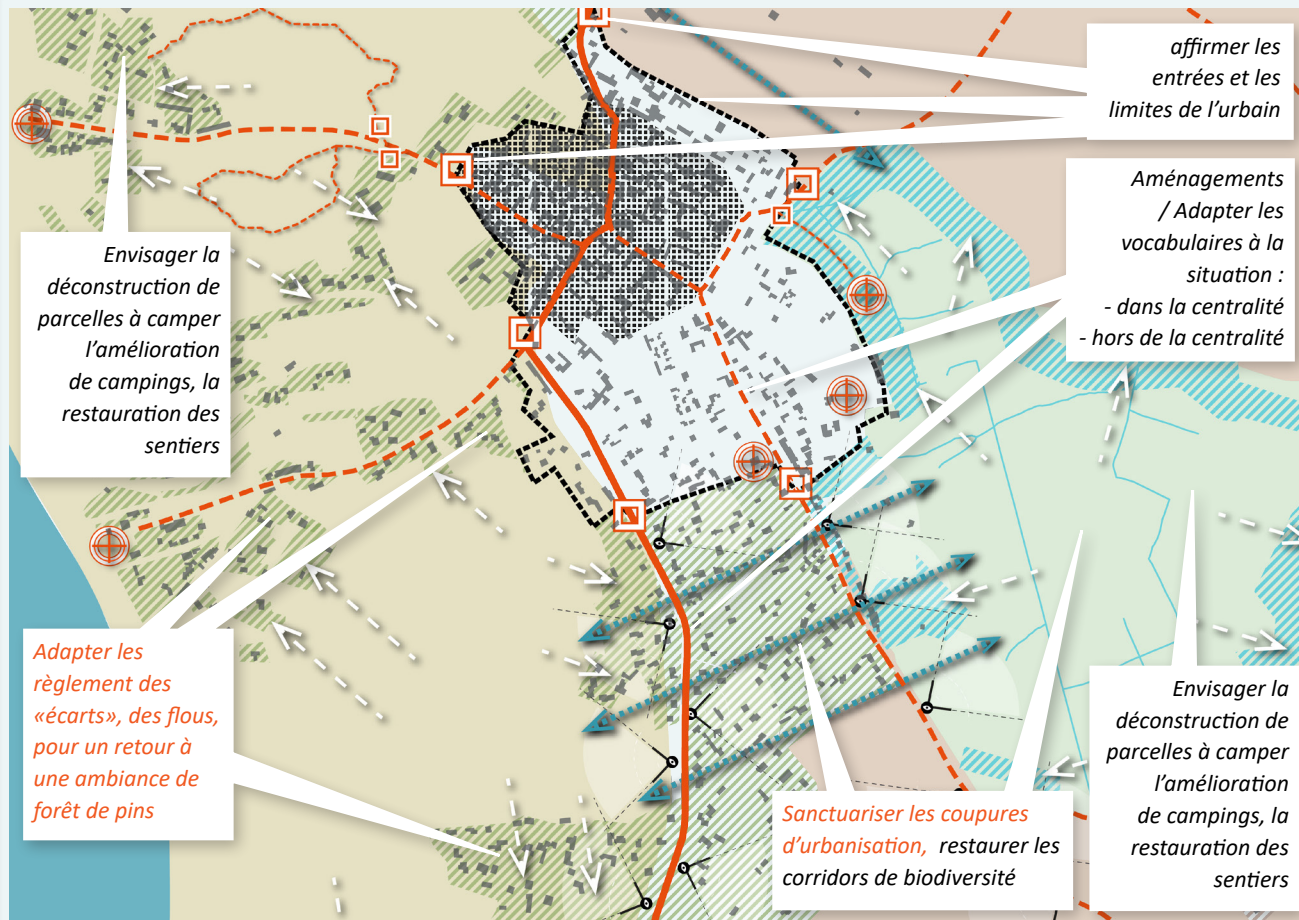 affirmer les
entrées et les
limites de l’urbain
Aménagements
/ Adapter les
vocabulaires à la
situation :
- dans la centralité
- hors de la centralité
Envisager la
déconstruction de
parcelles à camper
l’amélioration
de campings, la
restauration des
sentiers
Adapter les
règlement des
«écarts», des flous,
pour un retour à
une ambiance de
forêt de pins
Sanctuariser les coupures
d’urbanisation, restaurer les
corridors de biodiversité
Envisager la
déconstruction de
parcelles à camper
l’amélioration
de campings, la
restauration des
sentiers